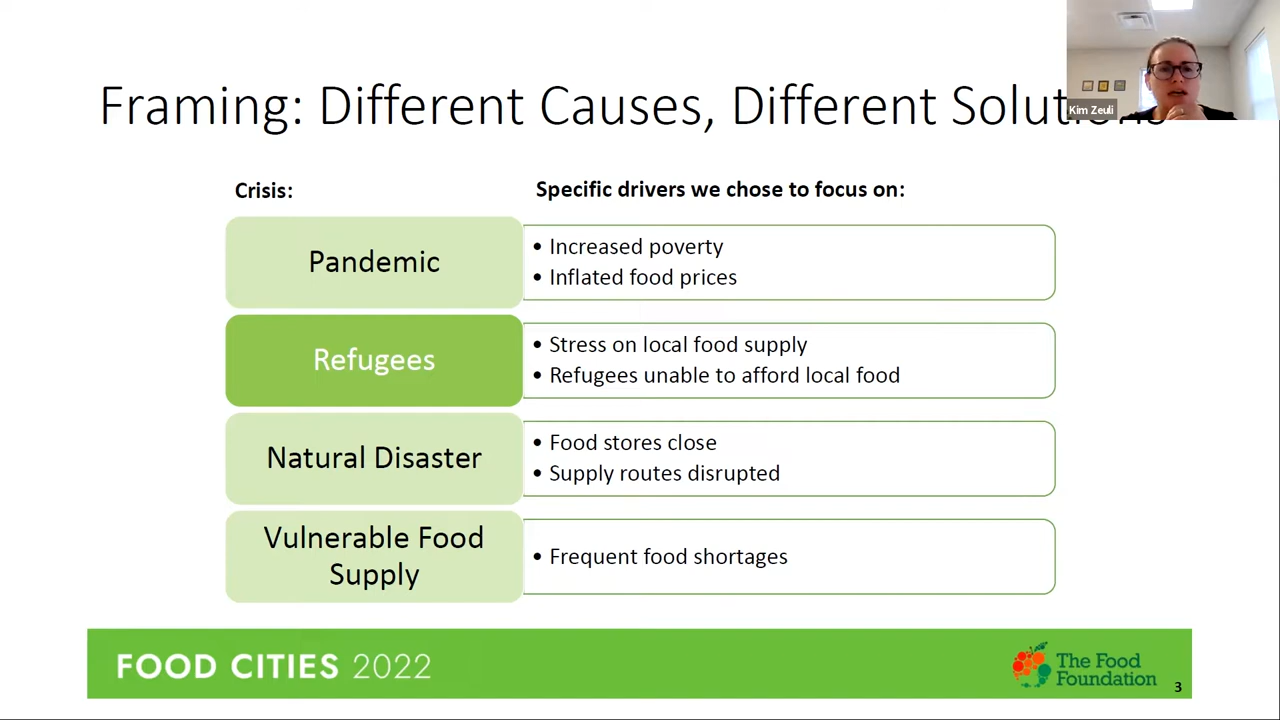 Framing: Different Causes, Different Solutions
Kim Zeuli
Crisis:
Specific drivers we chose to focus on:
Pandemic
• Increased poverty
• Inflated food prices
Refugees
• Stress on local food supply
• Refugees unable to afford local food
Natural Disaster
• Food stores close
• Supply routes disrupted
Vulnerable Food
Supply
• Frequent food shortages
FOOD CITIES 2022
The Food
Foundation
3